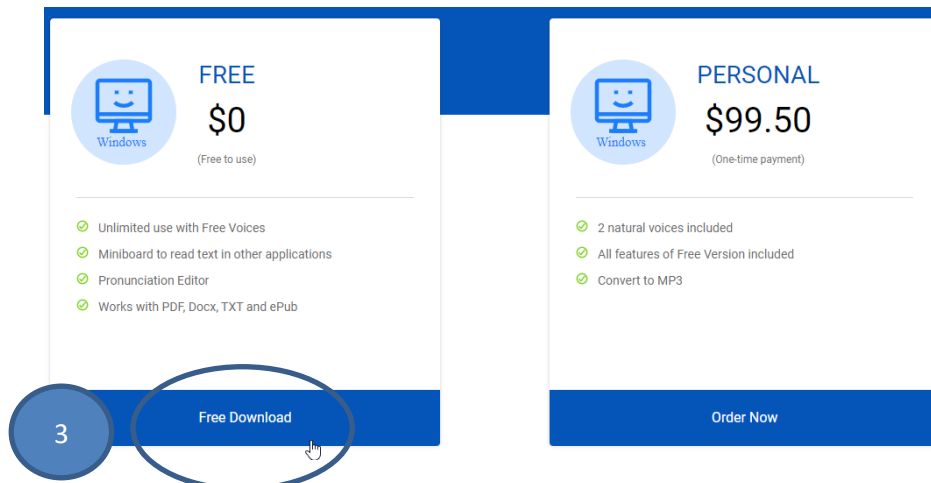 FREE
$0
(Free to use)
Windows
Unlimited use with Free Voices
Miniboard to read text in other applications
Pronunciation Editor
Works with PDF, Docx, TXT and ePub
Free Download
3
PERSONAL
$99.50
(One-time payment)
Windows
2 natural voices included
All features of Free Version included
Convert to MP3
Order Now